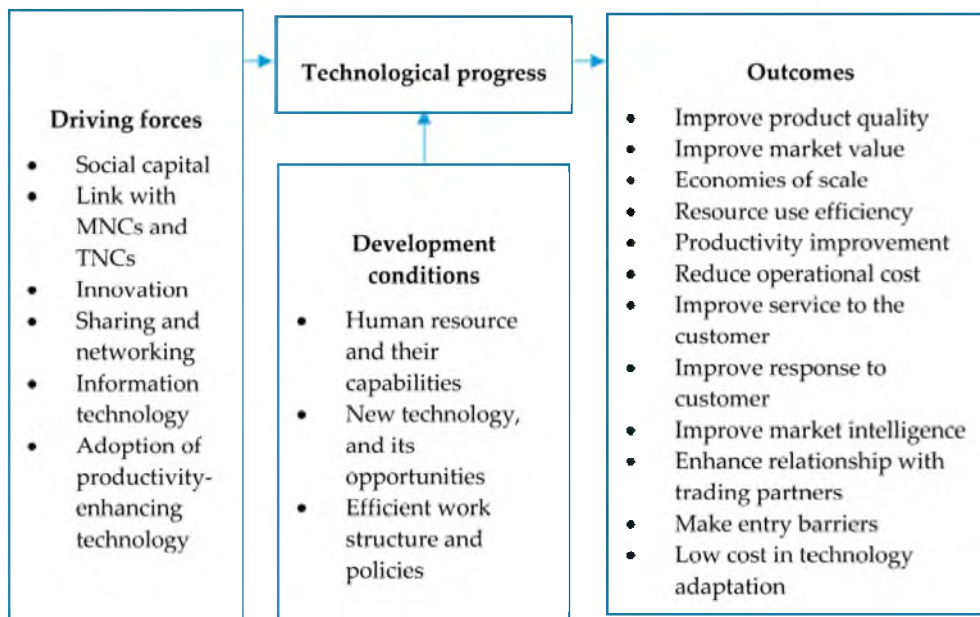 Driving forces
• Social capital
• Link with
MNCs and
TNCs
• Innovation
• Sharing and
networking
• Information
technology
• Adoption of
productivity-
enhancing
technology
Technological progress
Development
conditions
• Human resource
and their
capabilities
• New technology,
and its
opportunities
• Efficient work
structure and
policies
Outcomes
• Improve product quality
• Improve market value
• Economies of scale
• Resource use efficiency
• Productivity improvement
• Reduce operational cost
• Improve service to the
customer
• Improve response to
customer
• Improve market intelligence
• Enhance relationship with
trading partners
• Make entry barriers
• Low cost in technology
adaptation